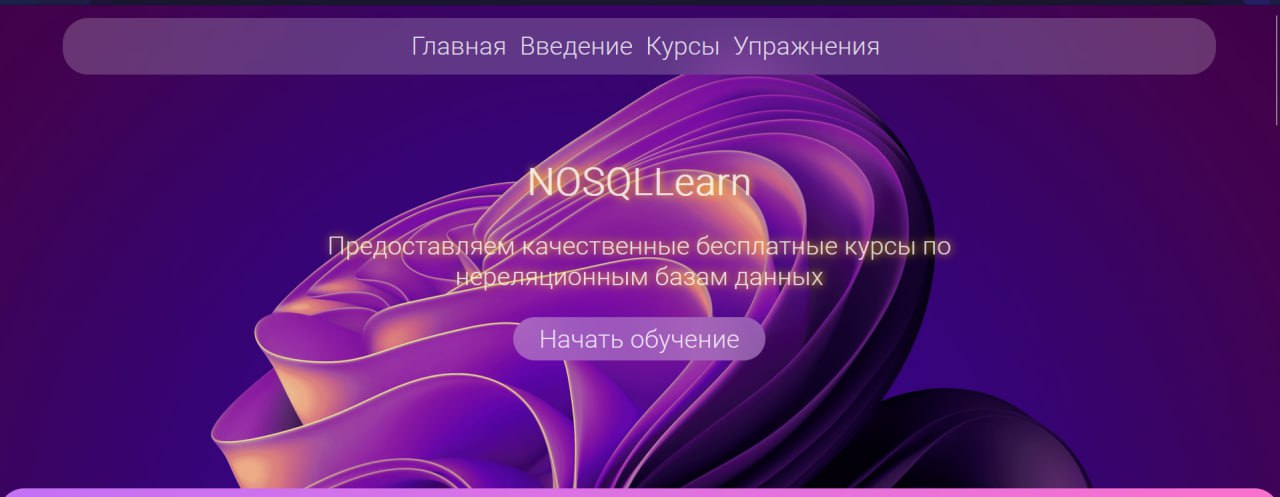 Главная Введение Курсы Упражнения
NOSQLLearn
Предоставляем качественные бесплатные курсы по
нереляционным базам данных
Начать обучение